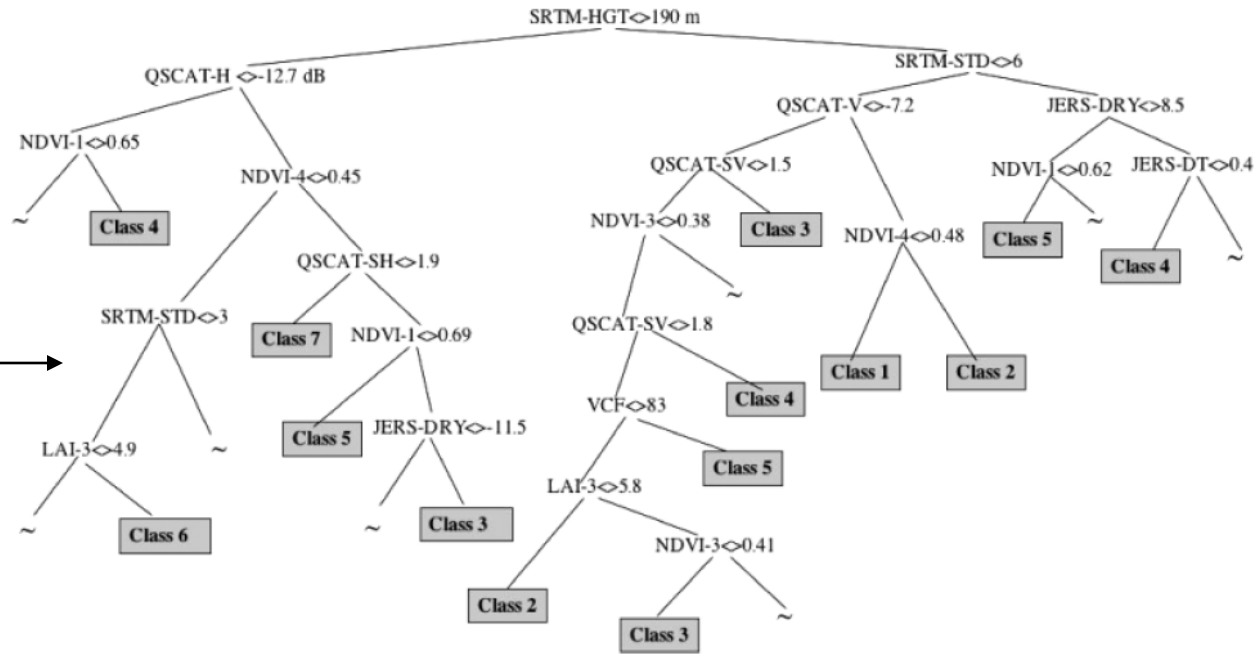 SRTM-HGT<>190 m
QSCAT-H <>-12.7 dB
SRTM-STD<>6
QSCAT-V<>-7.2
JERS-DRY<>8.5
NDVI-1<>0.65
NDVI-4<>0.45
QSCAT-SV<>1.5
NDVI-1<>0.62
JERS-DT<>0.4
~
Class 4
NDVI-3<>0.38
Class 3
NDVI-4<>0.48
Class 5
~
QSCAT-SH<>1.9
Class 4
~
~
SRTM-STD<>3
Class 7
NDVI-1<>0.69
QSCAT-SV<>1.8
Class 1
Class 2
Class 4
VCF<>83
LAI-3<>4.9
~
Class 5
JERS-DRY<>-11.5
Class 5
LAI-3<>5.8
~
Class 6
~
Class 3
NDVI-3<>0.41
Class 2
Class 3
~